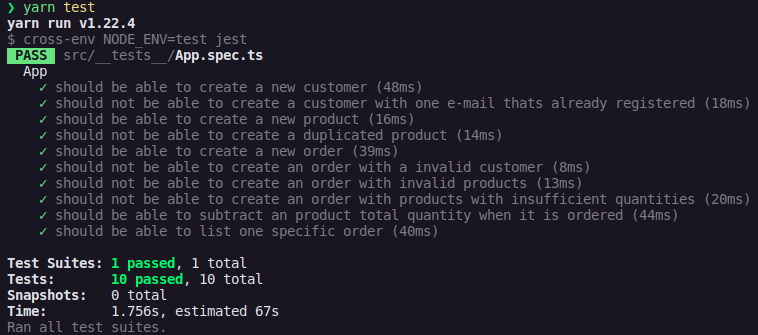 ❯ yarn test
yarn run v1.22.4
$ cross-env NODE_ENV=test jest
PASS src/__tests__/App.spec.ts
App
✓ should be able to create a new customer (48ms)
✓ should not be able to create a customer with one e-mail thats already registered (18ms)
✓ should be able to create a new product (16ms)
✓ should not be able to create a duplicated product (14ms)
✓ should be able to create a new order (39ms)
✓ should not be able to create an order with a invalid customer (8ms)
✓ should not be able to create an order with invalid products (13ms)
✓ should not be able to create an order with products with insufficient quantities (20ms)
✓ should be able to subtract an product total quantity when it is ordered (44ms)
✓ should be able to list one specific order (40ms)
Test Suites: 1 passed, 1 total
Tests: 10 passed, 10 total
Snapshots: 0 total
Time: 1.756s, estimated 67s
Ran all test suites.